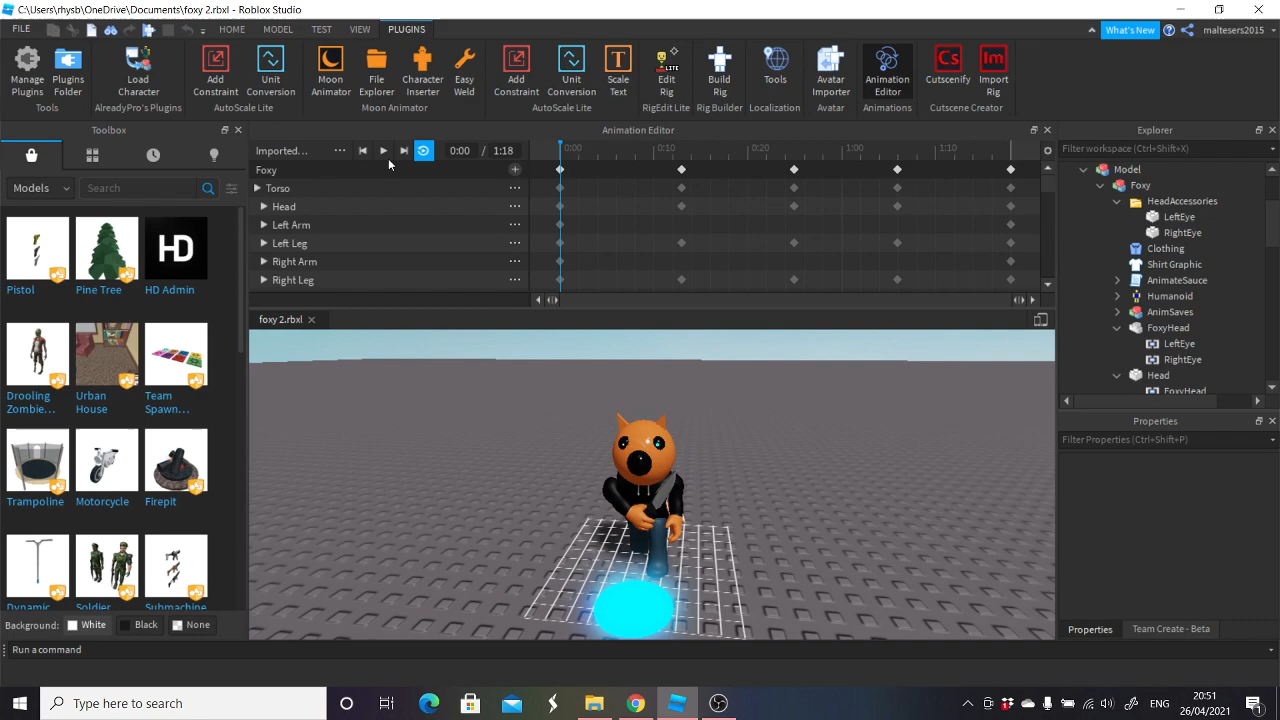 C:\Users\rhysb\OneDrive\Documents\foxy 2.rbxl - Roblox Studio
FILE HOME MODEL TEST VIEW PLUGINS What's New maltesers2015
Manage Plugins
Plugins Folder
Tools
Load Character
AlreadyPro's Plugins
Add Constraint
Unit Conversion
AutoScale Lite
Moon Animator
File Explorer
Character Inserter
Easy Weld
Moon Animator
Add Constraint
Unit Conversion
Scale Text
AutoScale Lite
LITE
Edit Rig
RigEdit Lite
Build Rig
Rig Builder
Tools
Localization
Avatar Importer
Avatar
Animation Editor
Animations
Cs
Cutscenify
Im
Import Rig
Cutscene Creator
Toolbox
Models
Search
Pistol
Pine Tree
HD
HD Admin
Drooling Zombie...
Urban House
Team Spawn...
Trampoline
Motorcycle
Firepit
Dynamic
Soldier
Submachine
Background: White Black None
Animation Editor
Imported... 0:00 / 1:18
0:00 0:10 0:20 1:00 1:10
Foxy
Torso
Head
Left Arm
Left Leg
Right Arm
Right Leg
foxy 2.rbxl
Explorer
Filter workspace (Ctrl+Shift+X)
Model
Foxy
HeadAccessories
LeftEye
RightEye
Clothing
Shirt Graphic
AnimateSauce
Humanoid
AnimSaves
FoxyHead
LeftEye
RightEye
Head
FoxyHead
Properties
Filter Properties (Ctrl+Shift+P)
Properties Team Create - Beta
Run a command
Type here to search
20:51
26/04/2021